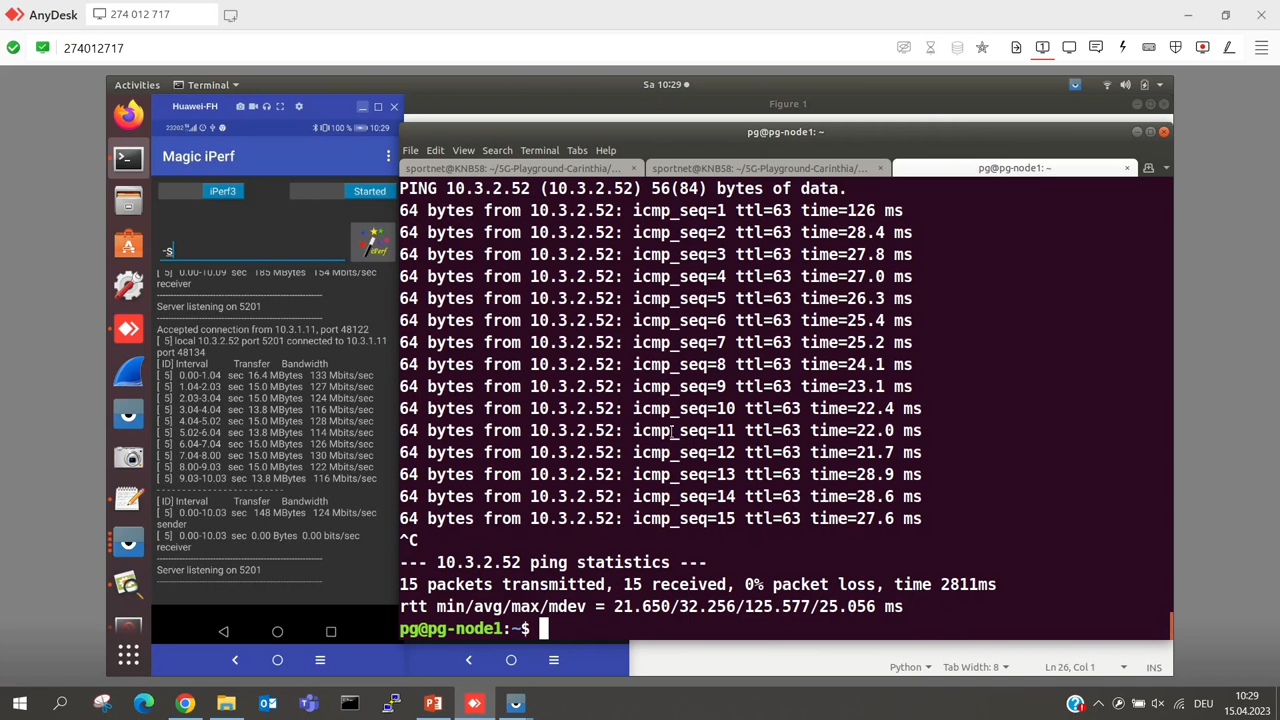 AnyDesk
274 012 717
274012717
Activities
Terminal
Sa 10:29
Huawei-FH
Figure 1
100 %
10:29
Magic iPerf
iPerf3
Started
-s
[ 5] 0.00-10.09 sec 185 MBytes 154 Mbits/sec
receiver
-----------------------------------------------------------
Server listening on 5201
-----------------------------------------------------------
Accepted connection from 10.3.1.11, port 48122
[ 5] local 10.3.2.52 port 5201 connected to 10.3.1.11
port 48134
[ ID] Interval Transfer Bandwidth
[ 5] 0.00-1.04 sec 16.4 MBytes 133 Mbits/sec
[ 5] 1.04-2.03 sec 15.0 MBytes 127 Mbits/sec
[ 5] 2.03-3.04 sec 15.0 MBytes 124 Mbits/sec
[ 5] 3.04-4.04 sec 13.8 MBytes 116 Mbits/sec
[ 5] 4.04-5.02 sec 15.0 MBytes 128 Mbits/sec
[ 5] 5.02-6.04 sec 13.8 MBytes 114 Mbits/sec
[ 5] 6.04-7.04 sec 15.0 MBytes 126 Mbits/sec
[ 5] 7.04-8.00 sec 15.0 MBytes 130 Mbits/sec
[ 5] 8.00-9.03 sec 15.0 MBytes 122 Mbits/sec
[ 5] 9.03-10.03 sec 13.8 MBytes 116 Mbits/sec
- - - - - - - - - - - - - - - - - - - - - - - - -
[ ID] Interval Transfer Bandwidth
[ 5] 0.00-10.03 sec 148 MBytes 124 Mbits/sec
sender
[ 5] 0.00-10.03 sec 0.00 Bytes 0.00 bits/sec
receiver
-----------------------------------------------------------
Server listening on 5201
-----------------------------------------------------------
pg@pg-node1: ~
File Edit View Search Terminal Tabs Help
sportnet@KNB58: ~/5G-Playground-Carinthia/...
sportnet@KNB58: ~/5G-Playground-Carinthia/...
pg@pg-node1: ~
PING 10.3.2.52 (10.3.2.52) 56(84) bytes of data.
64 bytes from 10.3.2.52: icmp_seq=1 ttl=63 time=126 ms
64 bytes from 10.3.2.52: icmp_seq=2 ttl=63 time=28.4 ms
64 bytes from 10.3.2.52: icmp_seq=3 ttl=63 time=27.8 ms
64 bytes from 10.3.2.52: icmp_seq=4 ttl=63 time=27.0 ms
64 bytes from 10.3.2.52: icmp_seq=5 ttl=63 time=26.3 ms
64 bytes from 10.3.2.52: icmp_seq=6 ttl=63 time=25.4 ms
64 bytes from 10.3.2.52: icmp_seq=7 ttl=63 time=25.2 ms
64 bytes from 10.3.2.52: icmp_seq=8 ttl=63 time=24.1 ms
64 bytes from 10.3.2.52: icmp_seq=9 ttl=63 time=23.1 ms
64 bytes from 10.3.2.52: icmp_seq=10 ttl=63 time=22.4 ms
64 bytes from 10.3.2.52: icmp_seq=11 ttl=63 time=22.0 ms
64 bytes from 10.3.2.52: icmp_seq=12 ttl=63 time=21.7 ms
64 bytes from 10.3.2.52: icmp_seq=13 ttl=63 time=28.9 ms
64 bytes from 10.3.2.52: icmp_seq=14 ttl=63 time=28.6 ms
64 bytes from 10.3.2.52: icmp_seq=15 ttl=63 time=27.6 ms
^C
--- 10.3.2.52 ping statistics ---
15 packets transmitted, 15 received, 0% packet loss, time 2811ms
rtt min/avg/max/mdev = 21.650/32.256/125.577/25.056 ms
pg@pg-node1:~$
Python
Tab Width: 8
Ln 26, Col 1
INS
DEU
10:29
15.04.2023